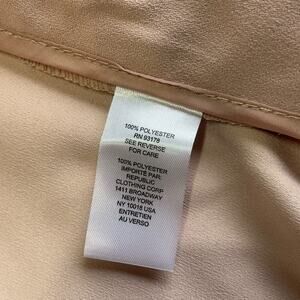 100% POLYESTER
RN 93178
SEE REVERSE
FOR CARE
100% POLYESTER
IMPORTÉ PAR:
REPUBLIC
CLOTHING CORP
1411 BROADWAY
NEW YORK
NY 10018 USA
ENTRETIEN
AU VERSO